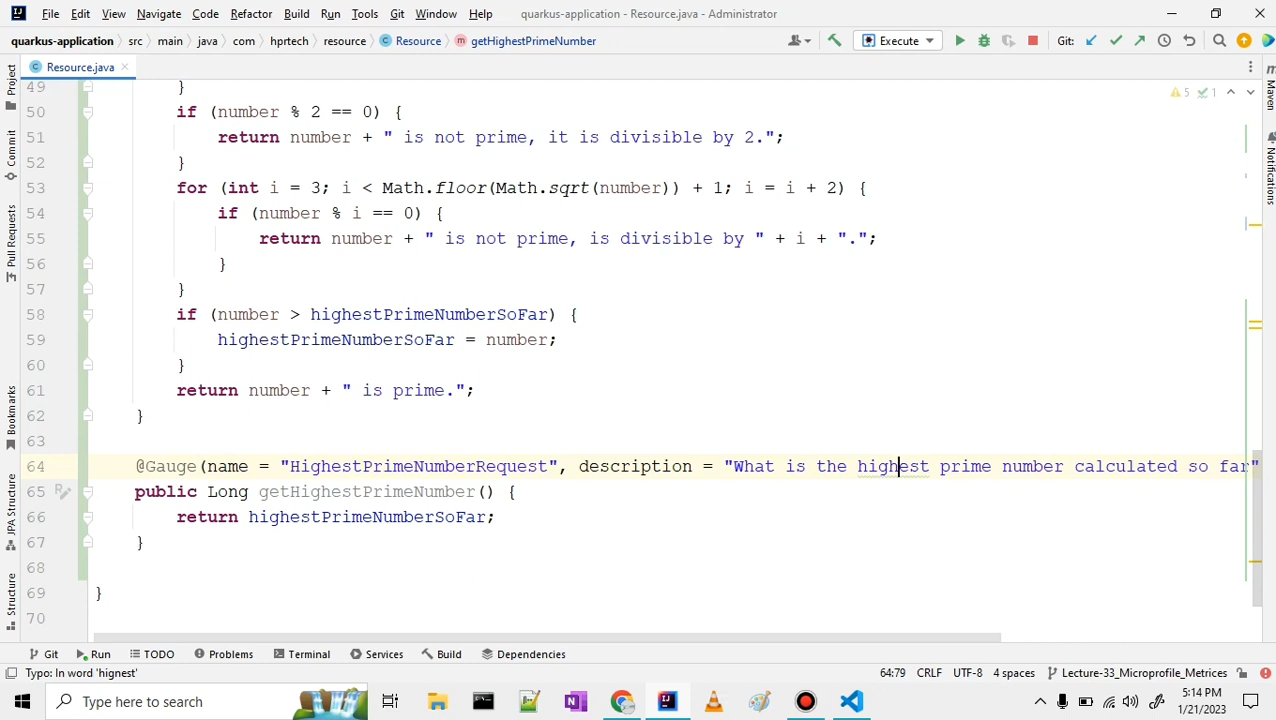 File Edit View Navigate Code Refactor Build Run Tools Git Window Help quarkus-application - Resource.java - Administrator
quarkus-application src main java com hprtech resource Resource getHighestPrimeNumber Execute Git:
Resource.java
49 }
5 1
50 if (number % 2 == 0) {
51 return number + " is not prime, it is divisible by 2.";
52 }
53 for (int i = 3; i < Math.floor(Math.sqrt(number)) + 1; i = i + 2) {
54 if (number % i == 0) {
55 return number + " is not prime, is divisible by " + i + ".";
56 }
57 }
58 if (number > highestPrimeNumberSoFar) {
59 highestPrimeNumberSoFar = number;
60 }
61 return number + " is prime.";
62 }
63
64 @Gauge(name = "HighestPrimeNumberRequest", description = "What is the highest prime number calculated so far"
65 public Long getHighestPrimeNumber() {
66 return highestPrimeNumberSoFar;
67 }
68
69 }
70
Project
Commit
Pull Requests
Bookmarks
JPA Structure
Structure
Maven
Notifications
Git Run TODO Problems Terminal Services Build Dependencies
Typo: In word 'hignest' 64:79 CRLF UTF-8 4 spaces Lecture-33_Microprofile_Metrices
Type here to search
5:14 PM
1/21/2023